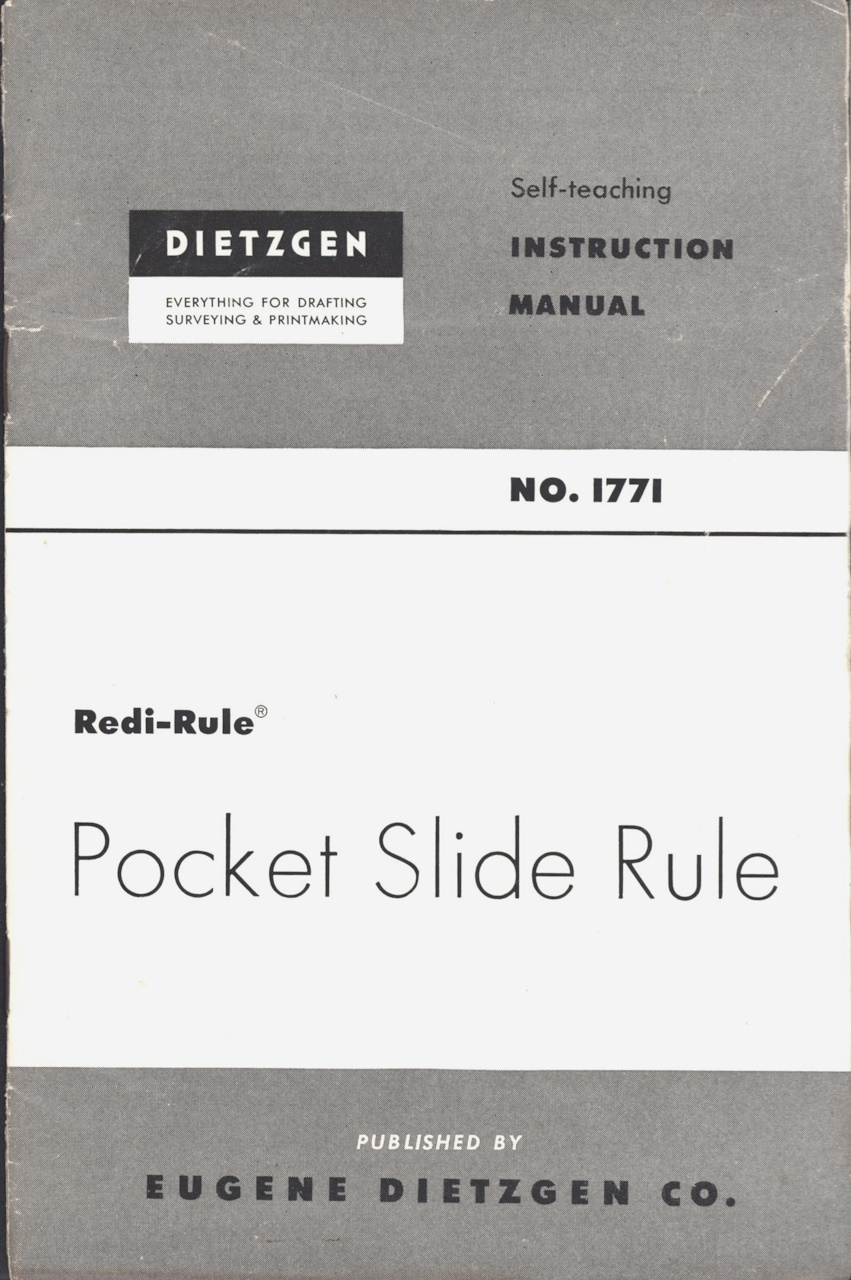 DIETZGEN
EVERYTHING FOR DRAFTING
SURVEYING & PRINTMAKING
Self-teaching
INSTRUCTION
MANUAL
NO. 1771
Redi-Rule®
Pocket Slide Rule
PUBLISHED BY
EUGENE DIETZGEN CO.